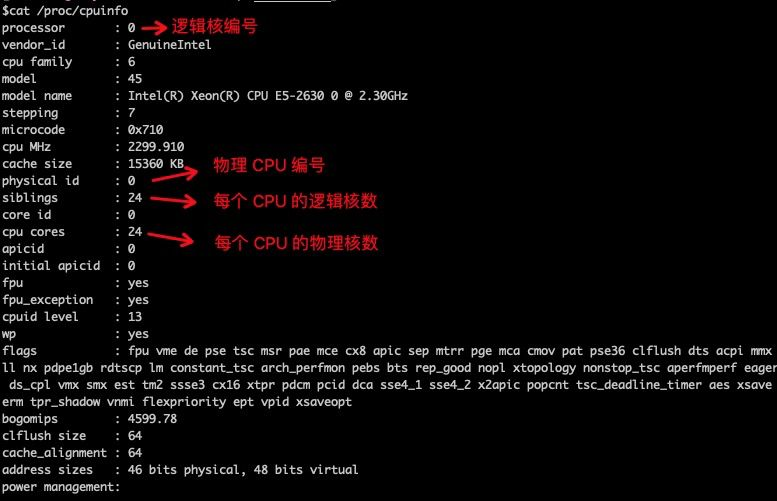 $cat /proc/cpuinfo
processor : 0 逻辑核编号
vendor_id : GenuineIntel
cpu family : 6
model : 45
model name : Intel(R) Xeon(R) CPU E5-2630 0 @ 2.30GHz
stepping : 7
microcode : 0x710
cpu MHz : 2299.910
cache size : 15360 KB 物理 CPU 编号
physical id : 0
siblings : 24 每个 CPU 的逻辑核数
core id : 0
cpu cores : 24 每个 CPU 的物理核数
apicid : 0
initial apicid : 0
fpu : yes
fpu_exception : yes
cpuid level : 13
wp : yes
flags : fpu vme de pse tsc msr pae mce cx8 apic sep mtrr pge mca cmov pat pse36 clflush dts acpi mmx
ll nx pdpe1gb rdtscp lm constant_tsc arch_perfmon pebs bts rep_good nopl xtopology nonstop_tsc aperfmperf eager
ds_cpl vmx smx est tm2 ssse3 cx16 xtpr pdcm pcid dca sse4_1 sse4_2 x2apic popcnt tsc_deadline_timer aes xsave
erm tpr_shadow vnmi flexpriority ept vpid xsaveopt
bogomips : 4599.78
clflush size : 64
cache_alignment : 64
address sizes : 46 bits physical, 48 bits virtual
power management: